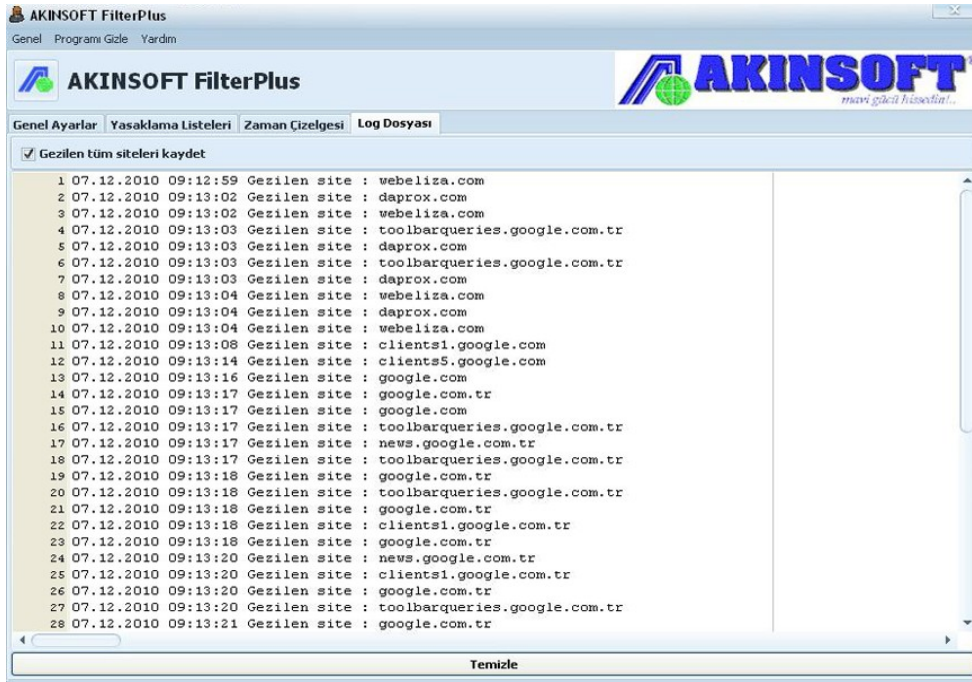 AKINSOFT FilterPlus
Genel Programı Gizle Yardım
AKINSOFT FilterPlus
AKINSOFT
mavi gücü hissedin!..
Genel Ayarlar Yasaklama Listeleri Zaman Çizelgesi Log Dosyası
Gezilen tüm siteleri kaydet
1 07.12.2010 09:12:59 Gezilen site : webeliza.com
2 07.12.2010 09:13:02 Gezilen site : daprox.com
3 07.12.2010 09:13:02 Gezilen site : webeliza.com
4 07.12.2010 09:13:03 Gezilen site : toolbarqueries.google.com.tr
5 07.12.2010 09:13:03 Gezilen site : daprox.com
6 07.12.2010 09:13:03 Gezilen site : toolbarqueries.google.com.tr
7 07.12.2010 09:13:03 Gezilen site : daprox.com
8 07.12.2010 09:13:04 Gezilen site : webeliza.com
9 07.12.2010 09:13:04 Gezilen site : daprox.com
10 07.12.2010 09:13:04 Gezilen site : webeliza.com
11 07.12.2010 09:13:08 Gezilen site : clients1.google.com
12 07.12.2010 09:13:14 Gezilen site : clients5.google.com
13 07.12.2010 09:13:16 Gezilen site : google.com
14 07.12.2010 09:13:17 Gezilen site : google.com.tr
15 07.12.2010 09:13:17 Gezilen site : google.com
16 07.12.2010 09:13:17 Gezilen site : toolbarqueries.google.com.tr
17 07.12.2010 09:13:17 Gezilen site : news.google.com.tr
18 07.12.2010 09:13:17 Gezilen site : toolbarqueries.google.com.tr
19 07.12.2010 09:13:18 Gezilen site : google.com.tr
20 07.12.2010 09:13:18 Gezilen site : toolbarqueries.google.com.tr
21 07.12.2010 09:13:18 Gezilen site : google.com.tr
22 07.12.2010 09:13:18 Gezilen site : clients1.google.com.tr
23 07.12.2010 09:13:18 Gezilen site : google.com.tr
24 07.12.2010 09:13:20 Gezilen site : news.google.com.tr
25 07.12.2010 09:13:20 Gezilen site : clients1.google.com.tr
26 07.12.2010 09:13:20 Gezilen site : google.com.tr
27 07.12.2010 09:13:20 Gezilen site : toolbarqueries.google.com.tr
28 07.12.2010 09:13:21 Gezilen site : google.com.tr
Temizle